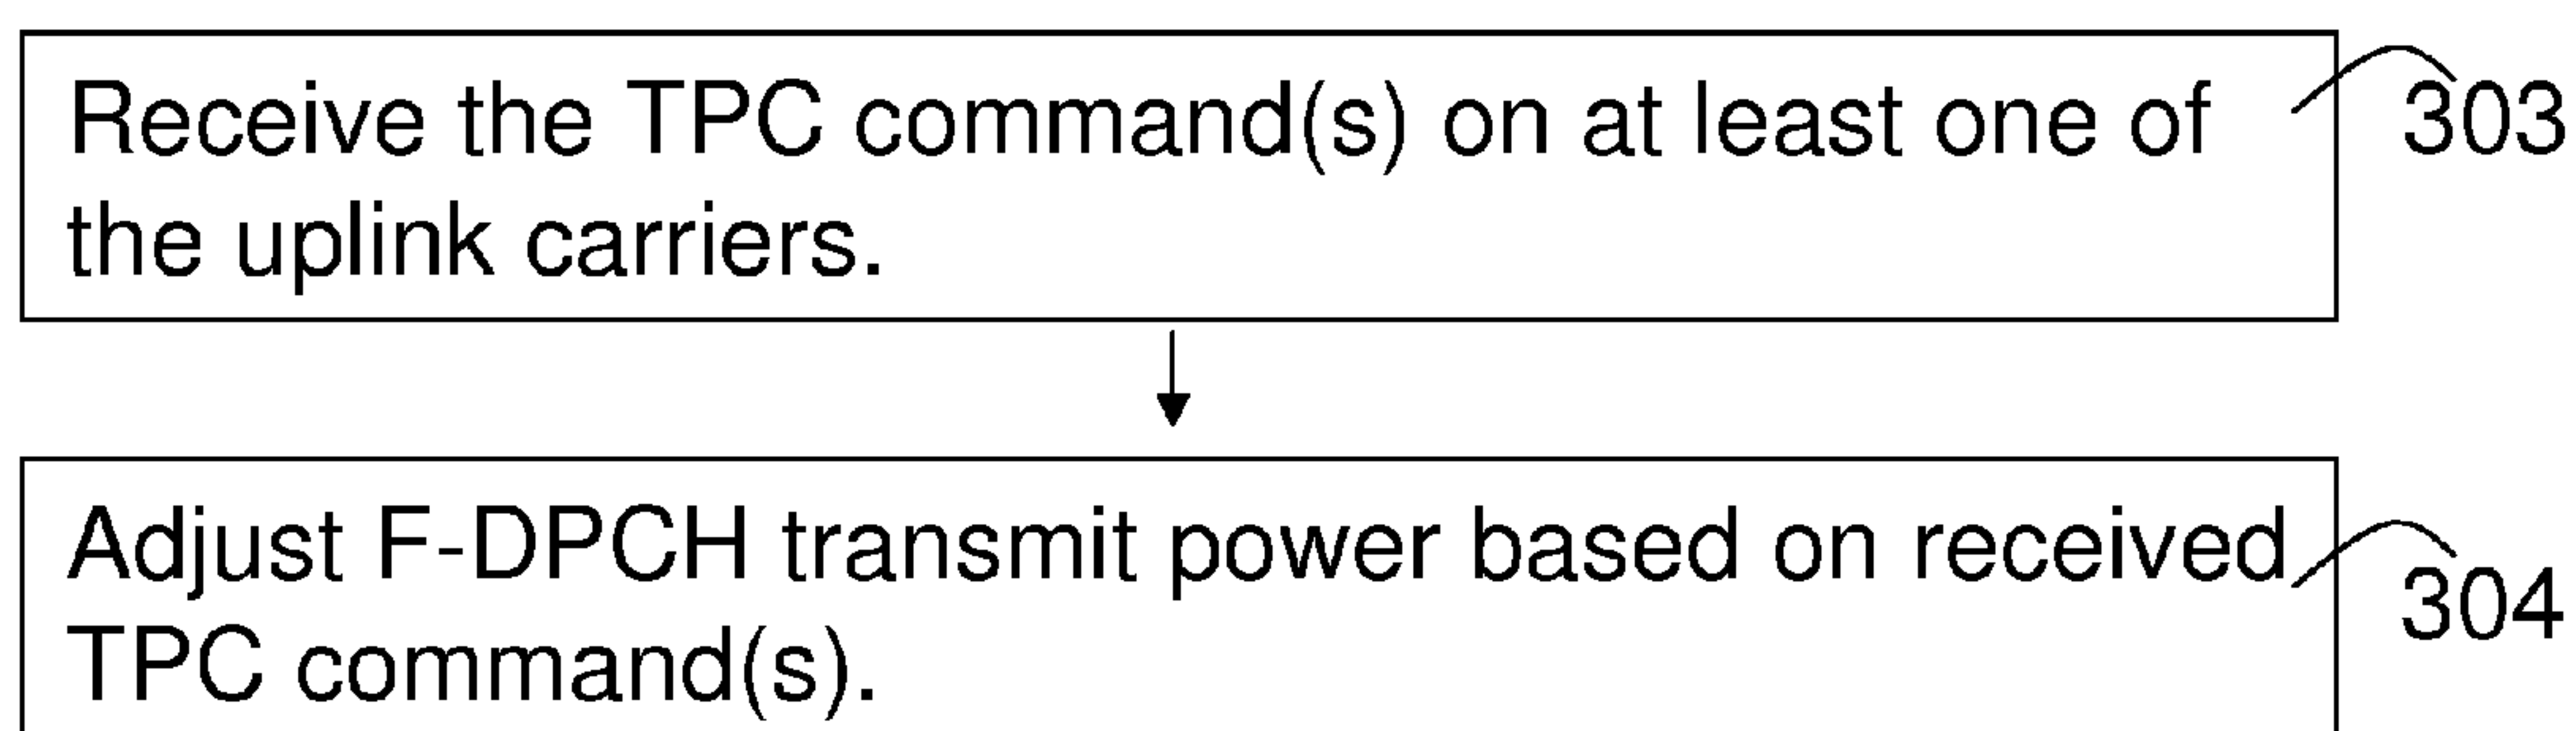 Receive the TPC command(s) on at least one of 303
the uplink carriers.
Adjust F-DPCH transmit power based on received 304
TPC command(s).